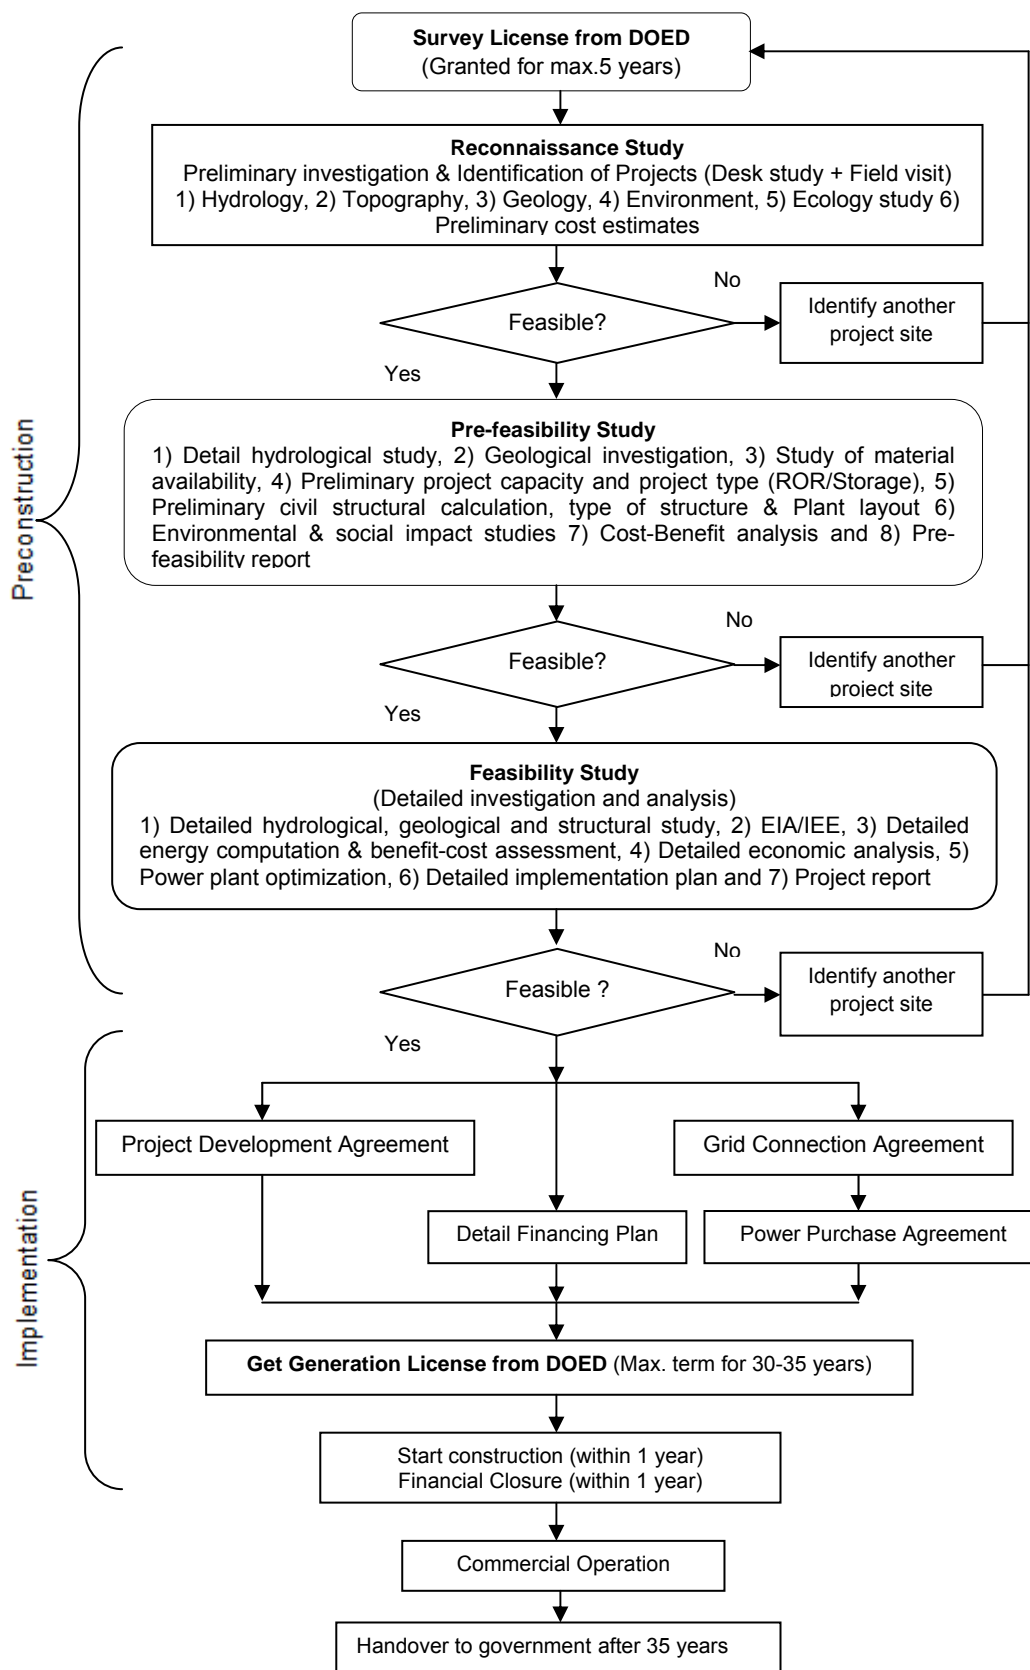 Survey License from DOED
(Granted for max.5 years)
Reconnaissance Study
Preliminary investigation & Identification of Projects (Desk study + Field visit)
1) Hydrology, 2) Topography, 3) Geology, 4) Environment, 5) Ecology study 6)
Preliminary cost estimates
Feasible?
No
Identify another
project site
Yes
Pre-feasibility Study
1) Detail hydrological study, 2) Geological investigation, 3) Study of material
availability, 4) Preliminary project capacity and project type (ROR/Storage), 5)
Preliminary civil structural calculation, type of structure & Plant layout 6)
Environmental & social impact studies 7) Cost-Benefit analysis and 8) Pre-
feasibility report
Preconstruction
Feasible?
No
Identify another
project site
Yes
Feasibility Study
(Detailed investigation and analysis)
1) Detailed hydrological, geological and structural study, 2) EIA/IEE, 3) Detailed
energy computation & benefit-cost assessment, 4) Detailed economic analysis, 5)
Power plant optimization, 6) Detailed implementation plan and 7) Project report
Feasible ?
No
Identify another
project site
Yes
Project Development Agreement
Grid Connection Agreement
Detail Financing Plan
Power Purchase Agreement
Implementation
Get Generation License from DOED (Max. term for 30-35 years)
Start construction (within 1 year)
Financial Closure (within 1 year)
Commercial Operation
Handover to government after 35 years